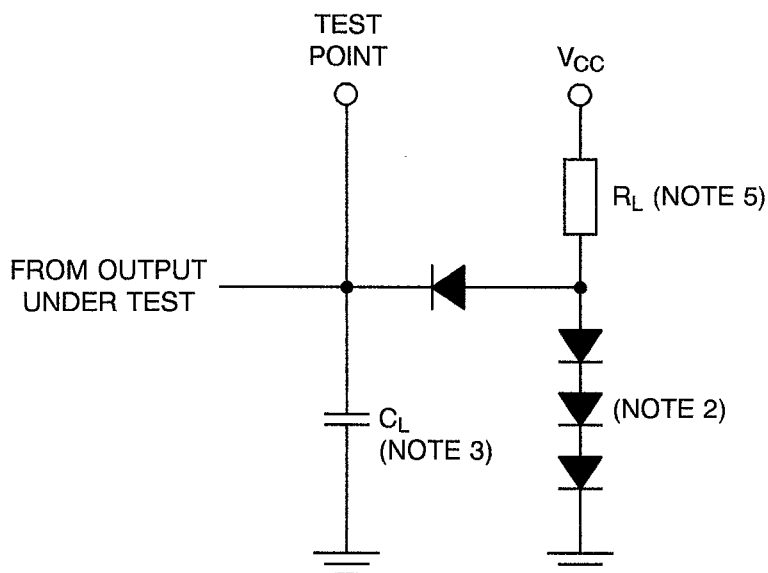 TEST
POINT
VCC
RL (NOTE 5)
FROM OUTPUT
UNDER TEST
(NOTE 2)
CL
(NOTE 3)